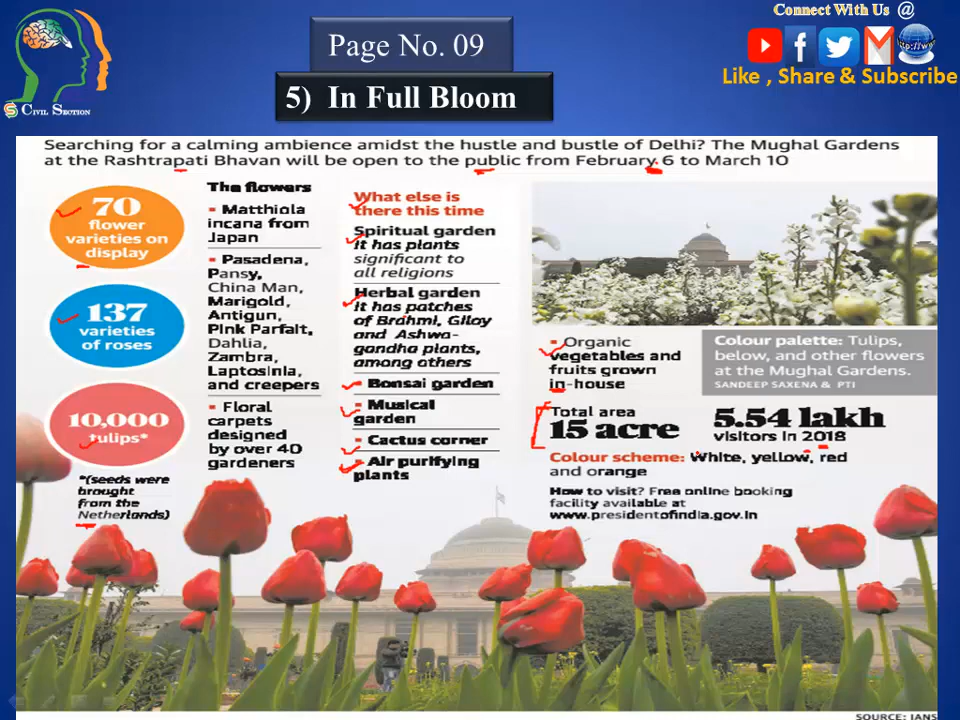 Page No. 09
5) In Full Bloom
Connect With Us @
http://www
Like , Share & Subscribe
CIVIL SECTION
Searching for a calming ambience amidst the hustle and bustle of Delhi? The Mughal Gardens
at the Rashtrapati Bhavan will be open to the public from February 6 to March 10
70
flower
varieties on
display
137
varieties
of roses
10,000
tulips*
*(seeds were
brought
from the
Netherlands)
The flowers
Matthiola
incana from
Japan
Pasadena,
Pansy,
China Man,
Marigold,
Antigun,
Pink Parfait,
Dahlia,
Zambra,
Laptosinia,
and creepers
Floral
carpets
designed
by over 40
gardeners
What else is
there this time
Spiritual garden
It has plants
significant to
all religions
Herbal garden
It has patches
of Brahmi, Giloy
and Ashwa-
gandha plants,
among others
Bonsai garden
Musical
garden
Cactus corner
Air purifying
plants
Organic
vegetables and
fruits grown
in-house
Colour palette: Tulips,
below, and other flowers
at the Mughal Gardens.
SANDEEP SAXENA & PTI
Total area
15 acre
5.54 lakh
visitors in 2018
Colour scheme: White, yellow, red
and orange
How to visit? Free online booking
facility available at
www.presidentofindia.gov.in
SOURCE: IANS